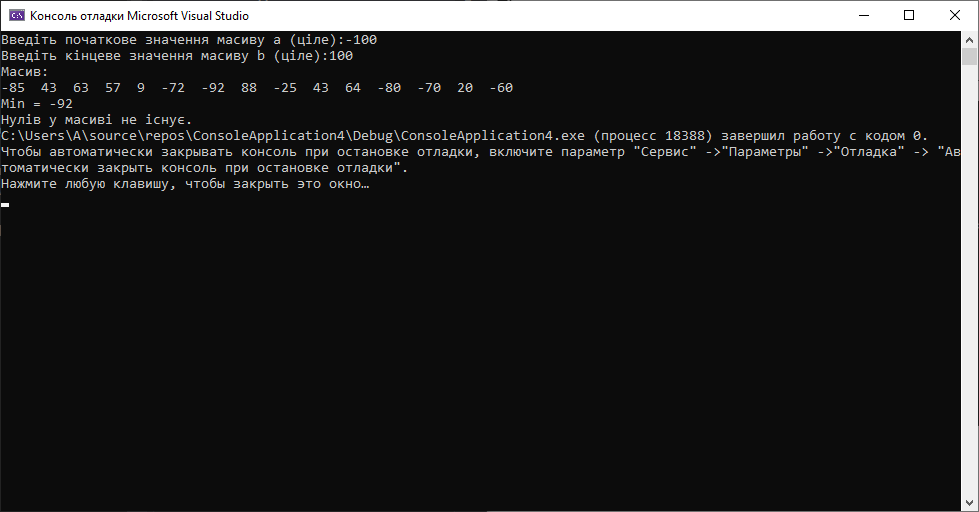 Консоль отладки Microsoft Visual Studio
Введіть початкове значення масиву a (ціле):-100
Введіть кінцеве значення масиву b (ціле):100
Масив:
-85  43  63  57  9  -72  -92  88  -25  43  64  -80  -70  20  -60
Min = -92
Нулів у масиві не існує.
C:\Users\A\source\repos\ConsoleApplication4\Debug\ConsoleApplication4.exe (процесс 18388) завершил работу с кодом 0.
Чтобы автоматически закрывать консоль при остановке отладки, включите параметр "Сервис" ->"Параметры" ->"Отладка" -> "Ав
томатически закрыть консоль при остановке отладки".
Нажмите любую клавишу, чтобы закрыть это окно…